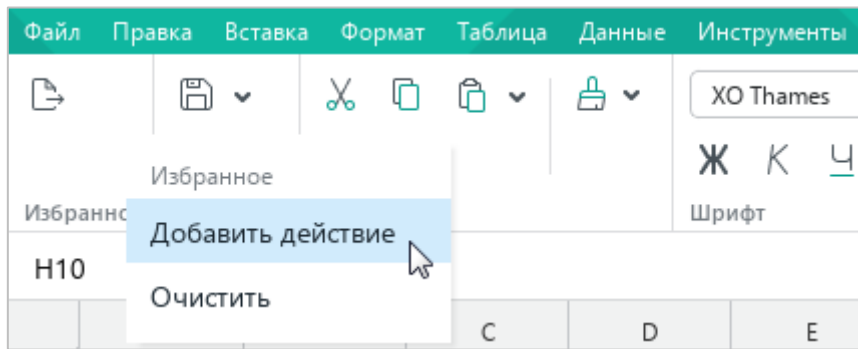 Файл Правка Вставка Формат Таблица Данные Инструменты
XO Thames
Ж К Ч
Избранное
Избранно Шрифт
Добавить действие
H10
Очистить
C D E